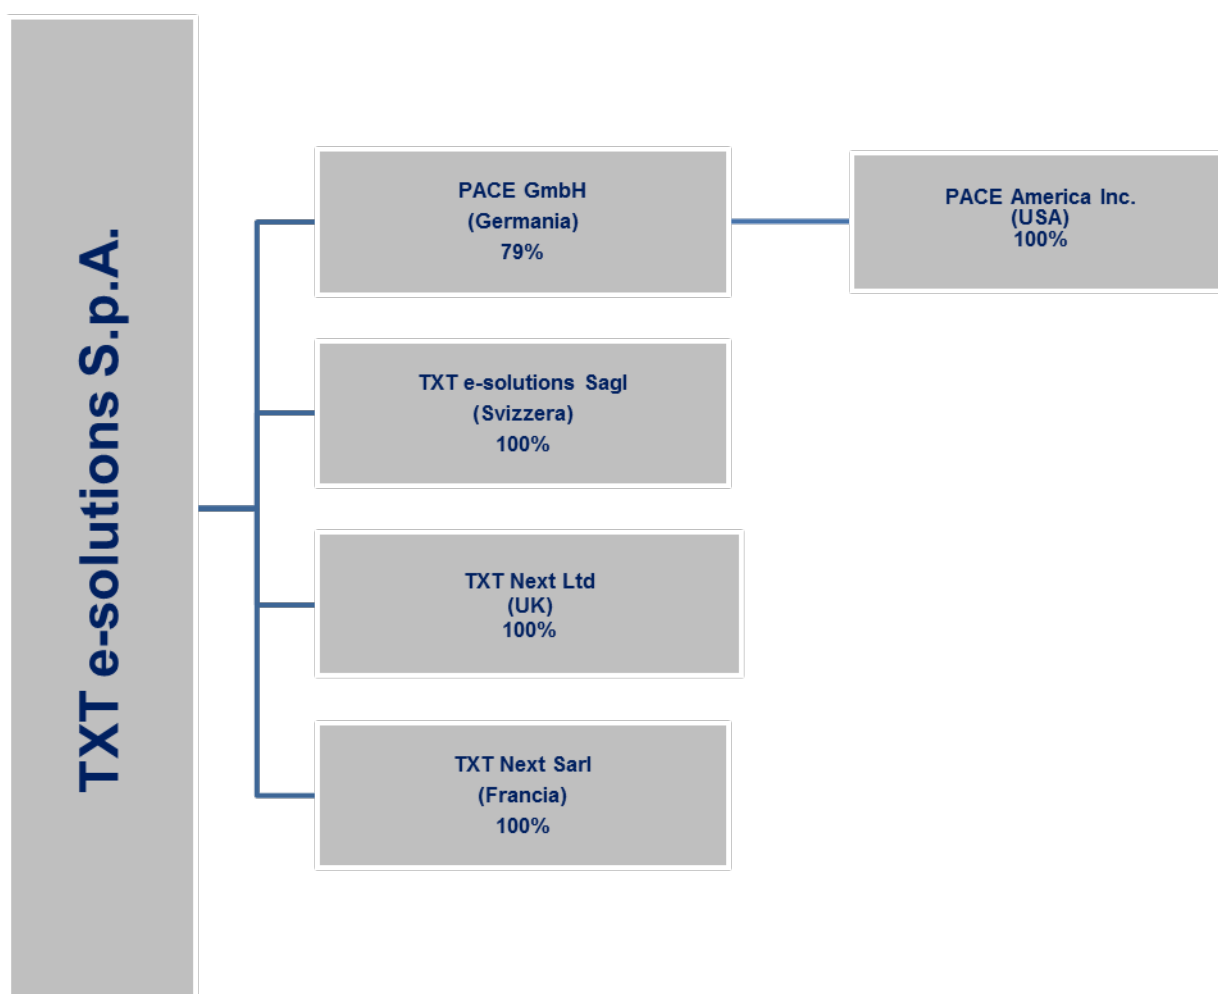 TXT e-solutions S.p.A.
PACE GmbH
(Germania)
79%
PACE America Inc.
(USA)
100%
TXT e-solutions Sagl
(Svizzera)
100%
TXT Next Ltd
(UK)
100%
TXT Next Sarl
(Francia)
100%